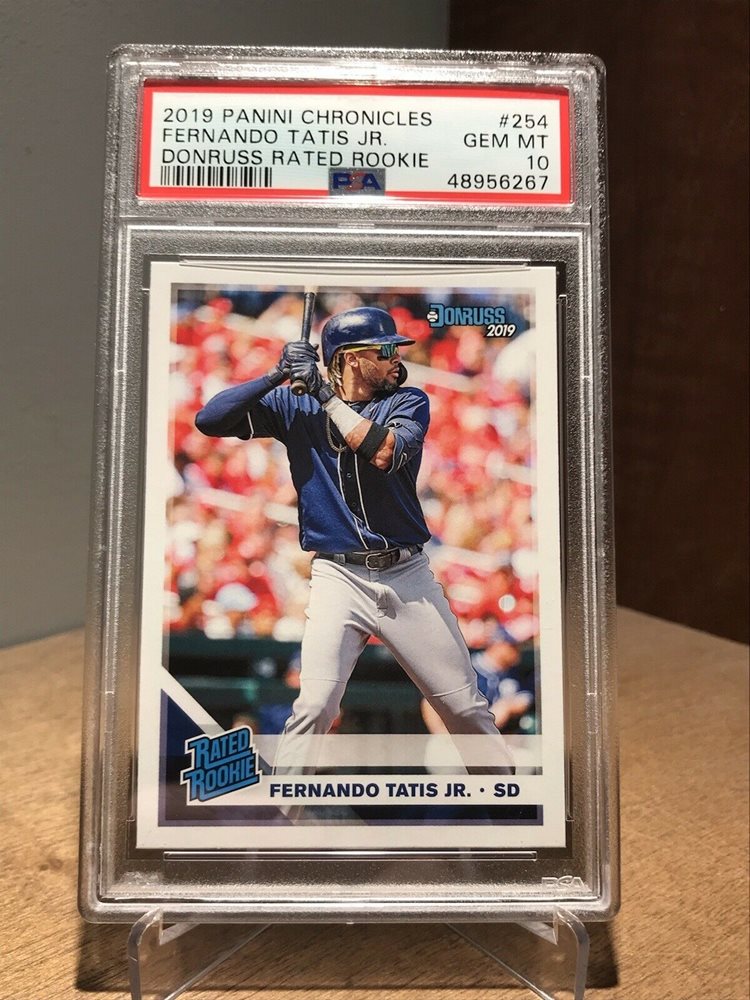 2019 PANINI CHRONICLES #254
FERNANDO TATIS JR. GEM MT
DONRUSS RATED ROOKIE 10
PSA 48956267
DONRUSS
2019
RATED
ROOKIE
FERNANDO TATIS JR. · SD
PSA